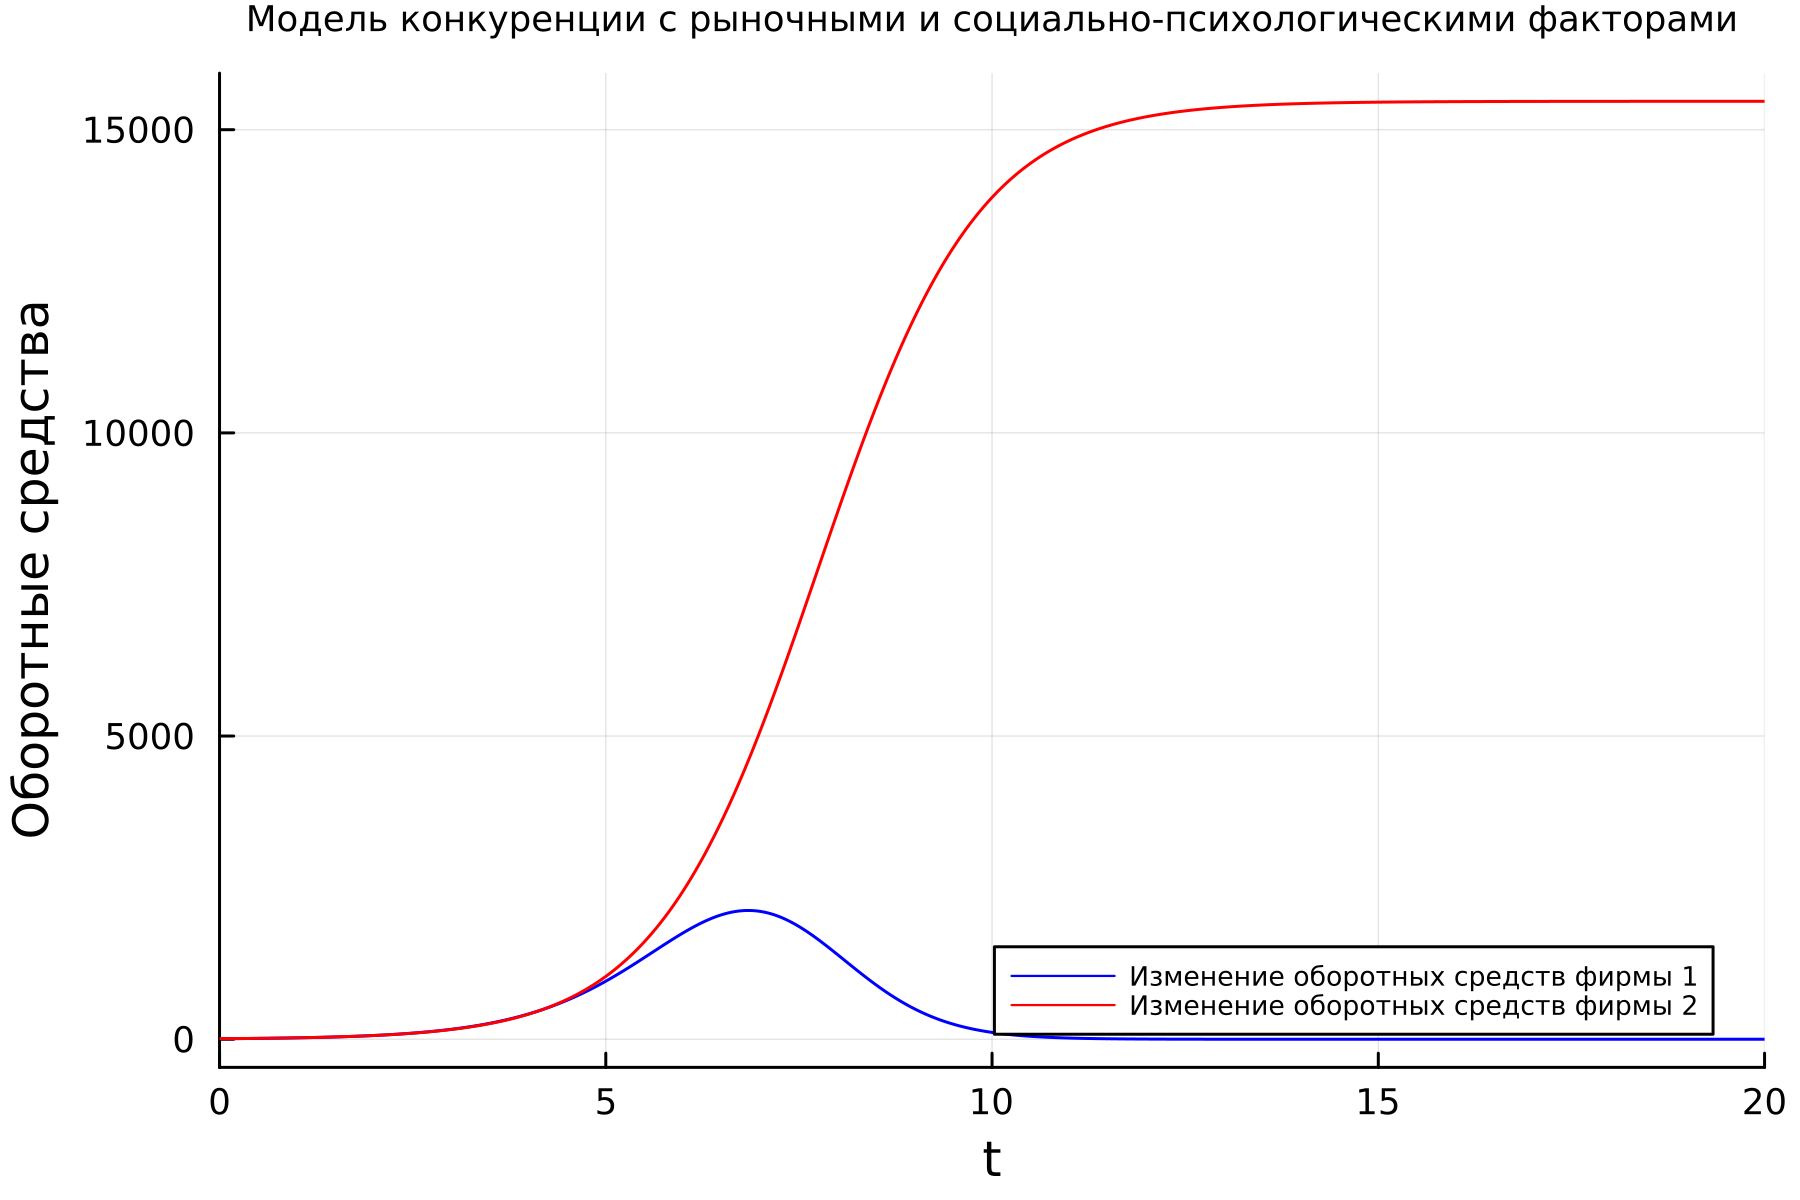 Модель конкуренции с рыночными и социально-психологическими факторами
Оборотные средства
15000
10000
5000
0
0
5
10
15
20
t
Изменение оборотных средств фирмы 1
Изменение оборотных средств фирмы 2